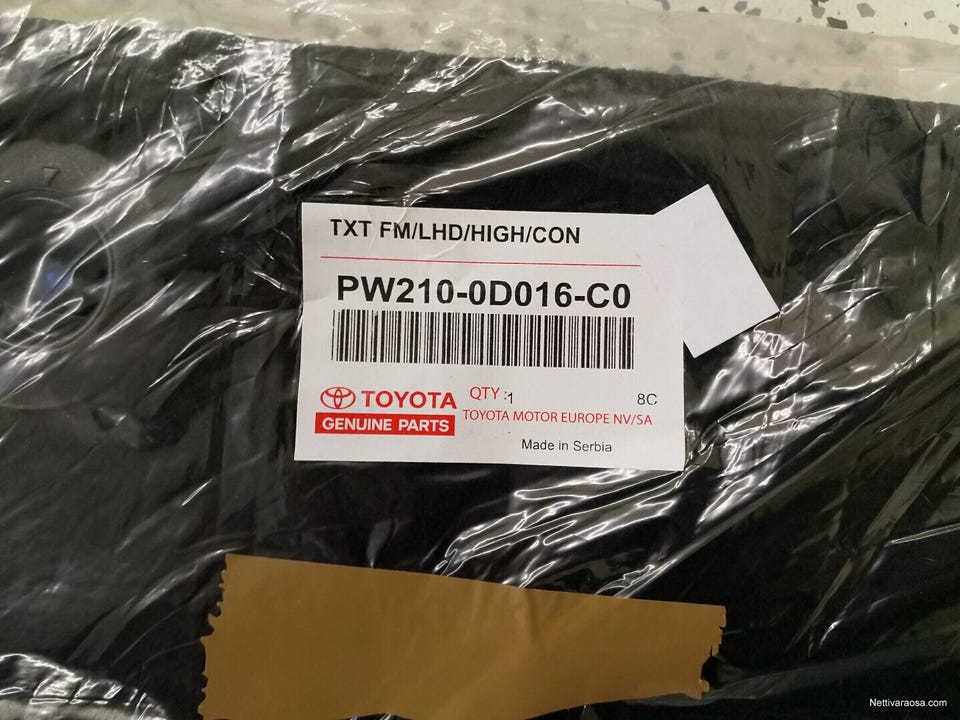 TXT FM/LHD/HIGH/CON
PW210-0D016-C0
TOYOTA
GENUINE PARTS
QTY :1
8C
TOYOTA MOTOR EUROPE NV/SA
Made in Serbia
Nettivaraosa.com